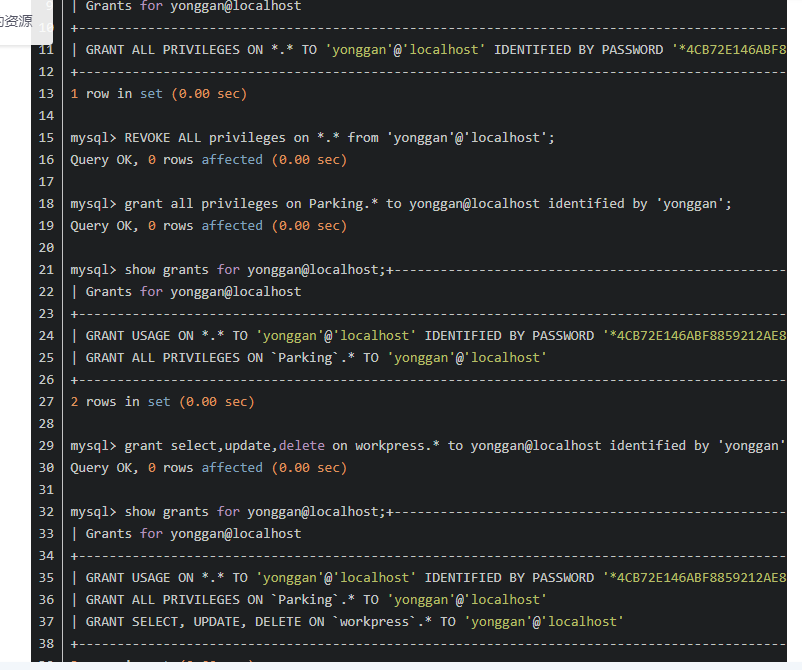 的资源
| Grants for yonggan@localhost
10 +------------------------------------------------------------------------------------------
11 | GRANT ALL PRIVILEGES ON *.* TO 'yonggan'@'localhost' IDENTIFIED BY PASSWORD '*4CB72E146ABF8
12 +------------------------------------------------------------------------------------------
13 1 row in set (0.00 sec)
14
15 mysql> REVOKE ALL privileges on *.* from 'yonggan'@'localhost';
16 Query OK, 0 rows affected (0.00 sec)
17
18 mysql> grant all privileges on Parking.* to yonggan@localhost identified by 'yonggan';
19 Query OK, 0 rows affected (0.00 sec)
20
21 mysql> show grants for yonggan@localhost;+---------------------------------------------------
22 | Grants for yonggan@localhost
23 +------------------------------------------------------------------------------------------
24 | GRANT USAGE ON *.* TO 'yonggan'@'localhost' IDENTIFIED BY PASSWORD '*4CB72E146ABF8859212AE8
25 | GRANT ALL PRIVILEGES ON `Parking`.* TO 'yonggan'@'localhost'
26 +------------------------------------------------------------------------------------------
27 2 rows in set (0.00 sec)
28
29 mysql> grant select,update,delete on workpress.* to yonggan@localhost identified by 'yonggan'
30 Query OK, 0 rows affected (0.00 sec)
31
32 mysql> show grants for yonggan@localhost;+---------------------------------------------------
33 | Grants for yonggan@localhost
34 +------------------------------------------------------------------------------------------
35 | GRANT USAGE ON *.* TO 'yonggan'@'localhost' IDENTIFIED BY PASSWORD '*4CB72E146ABF8859212AE8
36 | GRANT ALL PRIVILEGES ON `Parking`.* TO 'yonggan'@'localhost'
37 | GRANT SELECT, UPDATE, DELETE ON `workpress`.* TO 'yonggan'@'localhost'
38 +------------------------------------------------------------------------------------------